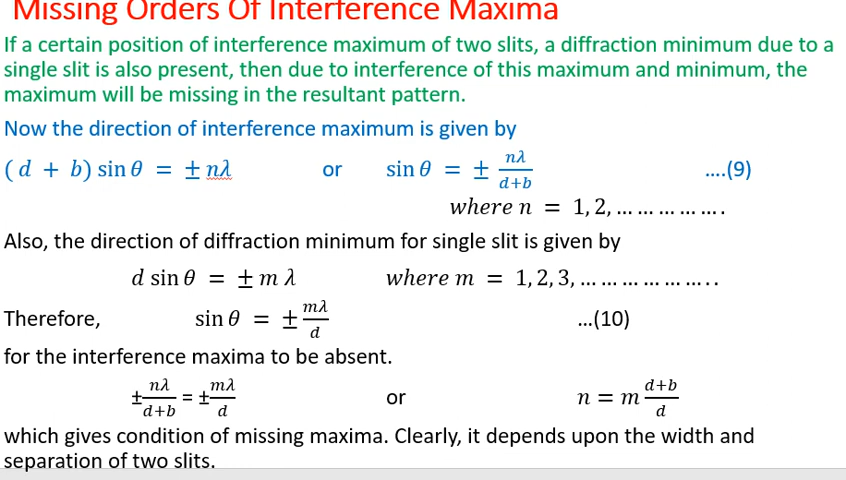 Missing Orders Of Interference Maxima
If a certain position of interference maximum of two slits, a diffraction minimum due to a
single slit is also present, then due to interference of this maximum and minimum, the
maximum will be missing in the resultant pattern.
Now the direction of interference maximum is given by
( d + b) sin θ = ± nλ or sin θ = ± nλ/(d+b) ....(9)
where n = 1, 2, … … … … ….
Also, the direction of diffraction minimum for single slit is given by
d sin θ = ± m λ where m = 1, 2, 3, … … … … … ….. 
Therefore, sin θ = ± mλ/d ...(10)
for the interference maxima to be absent.
± nλ/(d+b) = ± mλ/d or n = m (d+b)/d
which gives condition of missing maxima. Clearly, it depends upon the width and
separation of two slits.